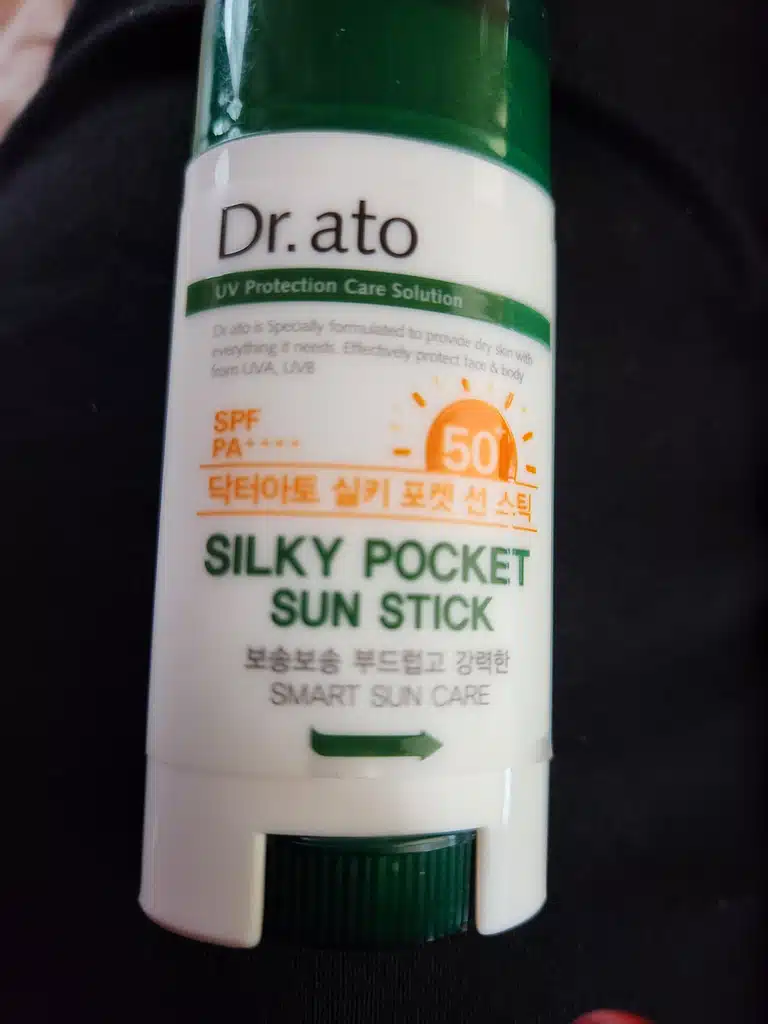 Dr.ato
UV Protection Care Solution
Dr.ato is Specially formulated to provide dry skin with
everything it needs. Effectively protect face & body
from UVA, UVB
SPF
50+
PA++++
닥터아토 실키 포켓 선 스틱
SILKY POCKET
SUN STICK
보송보송 부드럽고 강력한
SMART SUN CARE